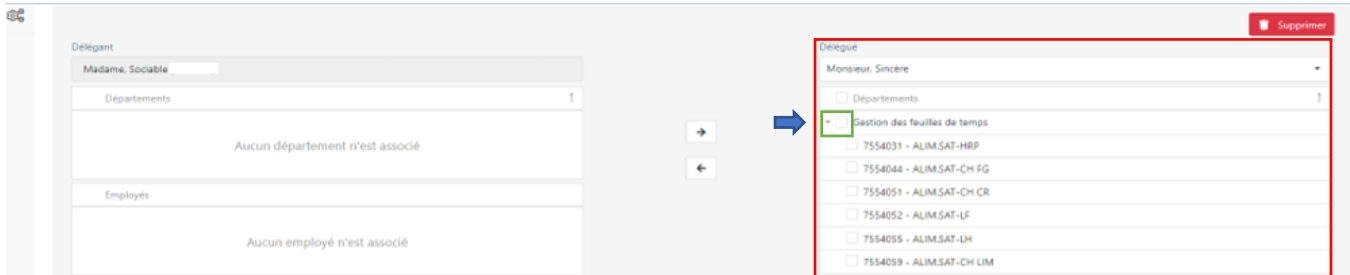 Supprimer
Délégant
Madame, Sociable
Départements
Aucun département n'est associé
Employés
Aucun employé n'est associé
Délégué
Monsieur, Sincère
Départements
Gestion des feuilles de temps
7554031 - ALIM.SAT-HRP
7554044 - ALIM.SAT-CH FG
7554051 - ALIM.SAT-CH CR
7554052 - ALIM.SAT-LF
7554055 - ALIM.SAT-LH
7554059 - ALIM.SAT-CH LIM